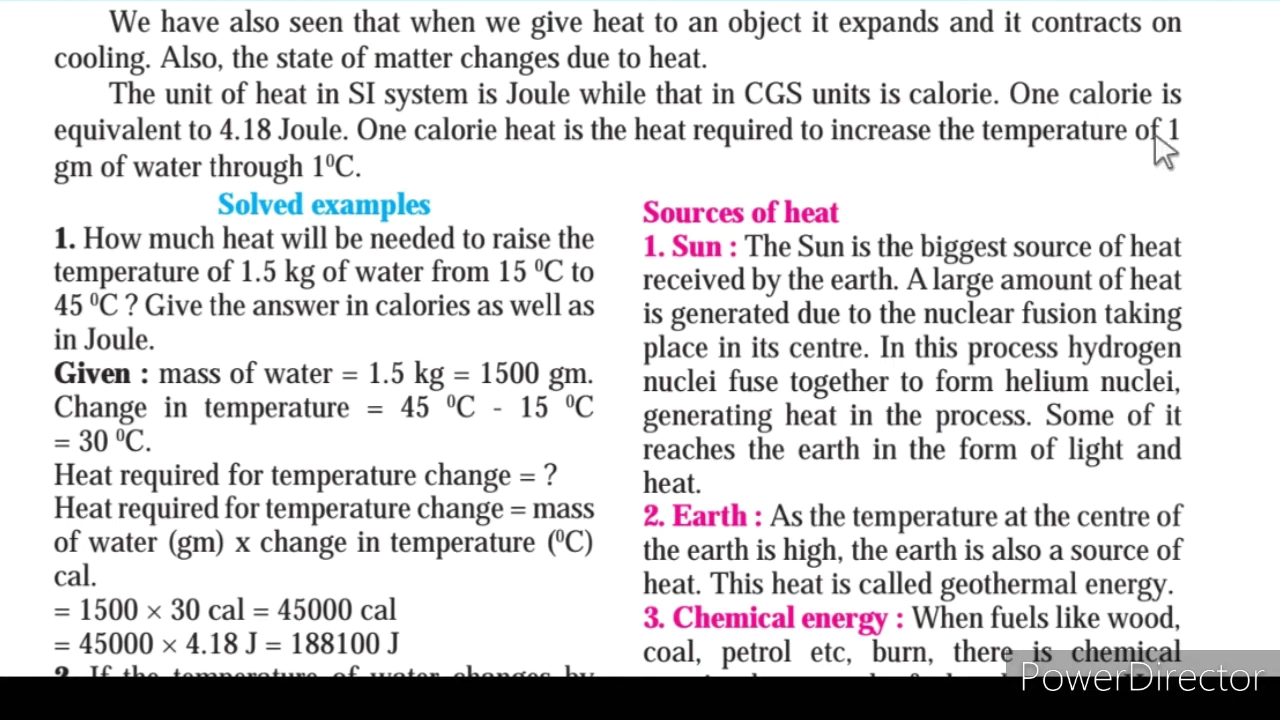 We have also seen that when we give heat to an object it expands and it contracts on
cooling. Also, the state of matter changes due to heat.
The unit of heat in SI system is Joule while that in CGS units is calorie. One calorie is
equivalent to 4.18 Joule. One calorie heat is the heat required to increase the temperature of 1
gm of water through 1⁰C.
Solved examples
1. How much heat will be needed to raise the
temperature of 1.5 kg of water from 15 ⁰C to
45 ⁰C ? Give the answer in calories as well as
in Joule.
Given : mass of water = 1.5 kg = 1500 gm.
Change in temperature = 45 ⁰C - 15 ⁰C
= 30 ⁰C.
Heat required for temperature change = ?
Heat required for temperature change = mass
of water (gm) x change in temperature (⁰C)
cal.
= 1500 × 30 cal = 45000 cal
= 45000 × 4.18 J = 188100 J
2. If the temperature of water changes by
Sources of heat
1. Sun : The Sun is the biggest source of heat
received by the earth. A large amount of heat
is generated due to the nuclear fusion taking
place in its centre. In this process hydrogen
nuclei fuse together to form helium nuclei,
generating heat in the process. Some of it
reaches the earth in the form of light and
heat.
2. Earth : As the temperature at the centre of
the earth is high, the earth is also a source of
heat. This heat is called geothermal energy.
3. Chemical energy : When fuels like wood,
coal, petrol etc, burn, there is chemical
PowerDirector